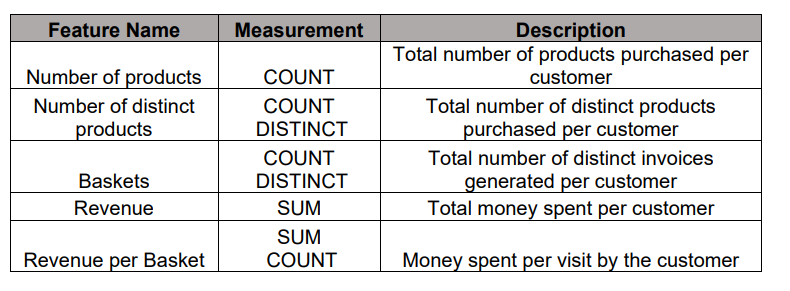 Feature Name Measurement Description
Number of products COUNT Total number of products purchased per
customer
Number of distinct
products COUNT
DISTINCT Total number of distinct products
purchased per customer
Baskets COUNT
DISTINCT Total number of distinct invoices
generated per customer
Revenue SUM Total money spent per customer
Revenue per Basket SUM
COUNT Money spent per visit by the customer